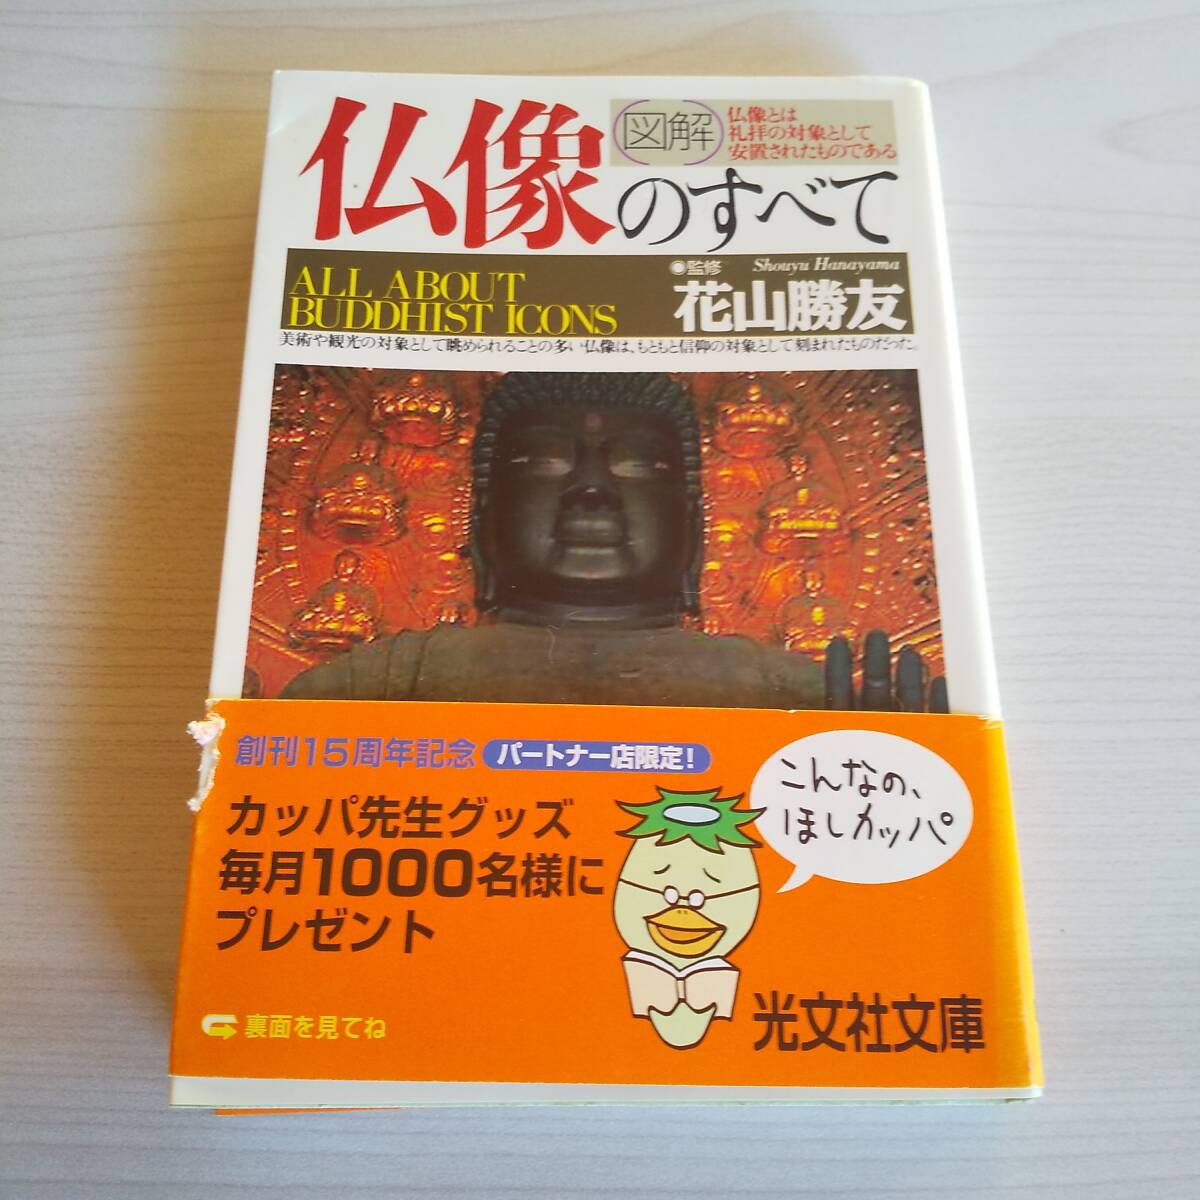 仏像のすべて
図解
仏像とは
礼拝の対象として
安置されたものである
ALL ABOUT
BUDDHIST ICONS
●監修
Shouyu Hanayama
花山勝友
美術や観光の対象として眺められることの多い仏像は、もともと信仰の対象として刻まれたものだった。
創刊15周年記念
パートナー店限定!
カッパ先生グッズ
毎月1000名様に
プレゼント
こんなの、
ほしカッパ
裏面を見てね
光文社文庫